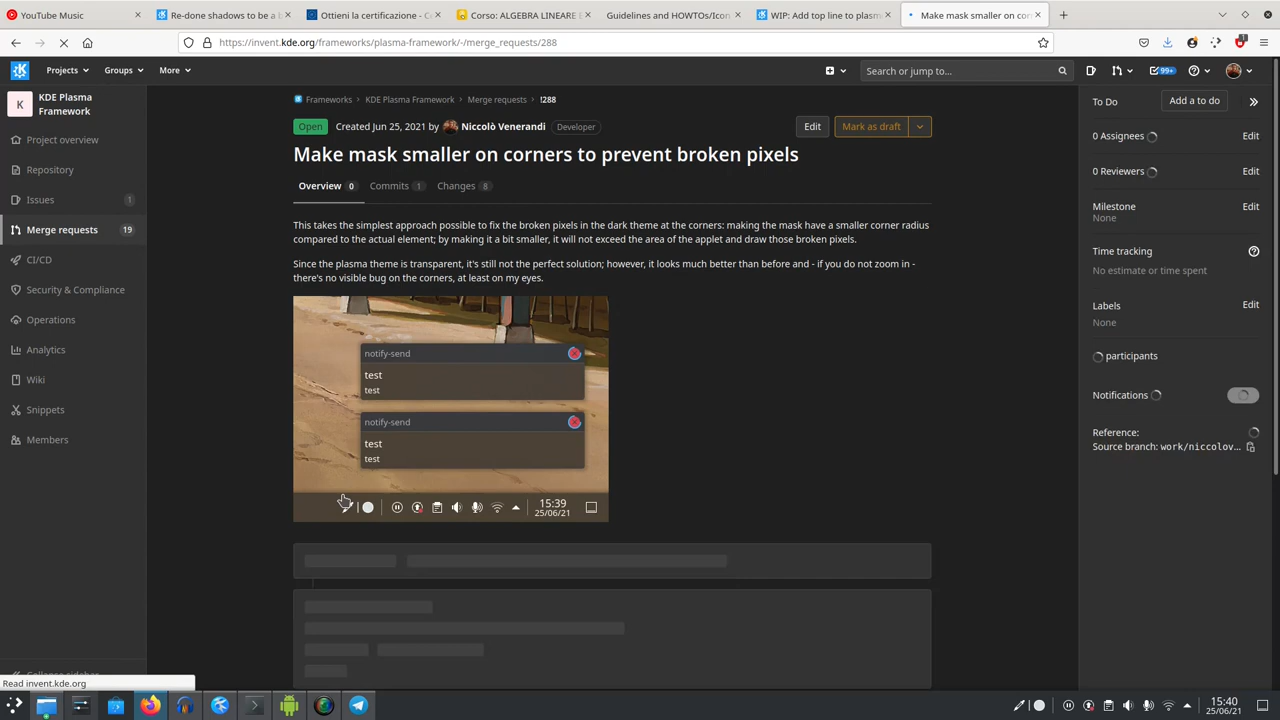 YouTube Music
Re-done shadows to be a b
Ottieni la certificazione - Co
Corso: ALGEBRA LINEARE E
Guidelines and HOWTOs/Icon
WIP: Add top line to plasm
Make mask smaller on corn
https://invent.kde.org/frameworks/plasma-framework/-/merge_requests/288
Projects
Groups
More
Search or jump to...
99+
KDE Plasma
Framework
Project overview
Repository
Issues 1
Merge requests 19
CI/CD
Security & Compliance
Operations
Analytics
Wiki
Snippets
Members
Collapse sidebar
Frameworks > KDE Plasma Framework > Merge requests > !288
Open Created Jun 25, 2021 by Niccolò Venerandi Developer
Edit
Mark as draft
Make mask smaller on corners to prevent broken pixels
Overview 0 Commits 1 Changes 8
This takes the simplest approach possible to fix the broken pixels in the dark theme at the corners: making the mask have a smaller corner radius
compared to the actual element; by making it a bit smaller, it will not exceed the area of the applet and draw those broken pixels.
Since the plasma theme is transparent, it's still not the perfect solution; however, it looks much better than before and - if you do not zoom in -
there's no visible bug on the corners, at least on my eyes.
notify-send
test
test
notify-send
test
test
15:39
25/06/21
To Do
Add a to do
0 Assignees Edit
0 Reviewers Edit
Milestone Edit
None
Time tracking
No estimate or time spent
Labels Edit
None
participants
Notifications
Reference:
Source branch: work/niccolov...
Read invent.kde.org
15:40
25/06/21